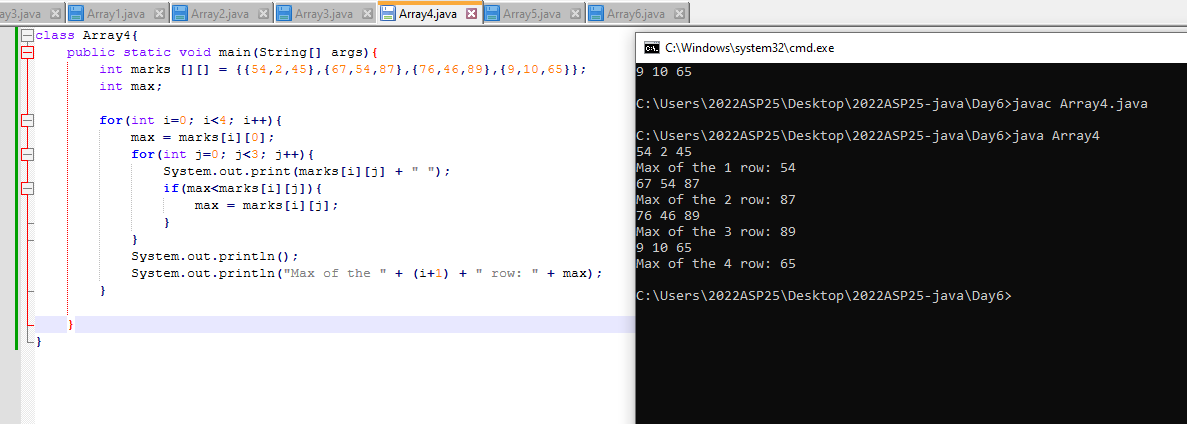 ay3.java Array1.java Array2.java Array3.java Array4.java Array5.java Array6.java
class Array4{
public static void main(String[] args){
int marks [][] = {{54,2,45},{67,54,87},{76,46,89},{9,10,65}};
int max;
for(int i=0; i<4; i++){
max = marks[i][0];
for(int j=0; j<3; j++){
System.out.print(marks[i][j] + " ");
if(max<marks[i][j]){
max = marks[i][j];
}
}
System.out.println();
System.out.println("Max of the " + (i+1) + " row: " + max);
}
}
}
C:\Windows\system32\cmd.exe
9 10 65
C:\Users\2022ASP25\Desktop\2022ASP25-java\Day6>javac Array4.java
C:\Users\2022ASP25\Desktop\2022ASP25-java\Day6>java Array4
54 2 45
Max of the 1 row: 54
67 54 87
Max of the 2 row: 87
76 46 89
Max of the 3 row: 89
9 10 65
Max of the 4 row: 65
C:\Users\2022ASP25\Desktop\2022ASP25-java\Day6>